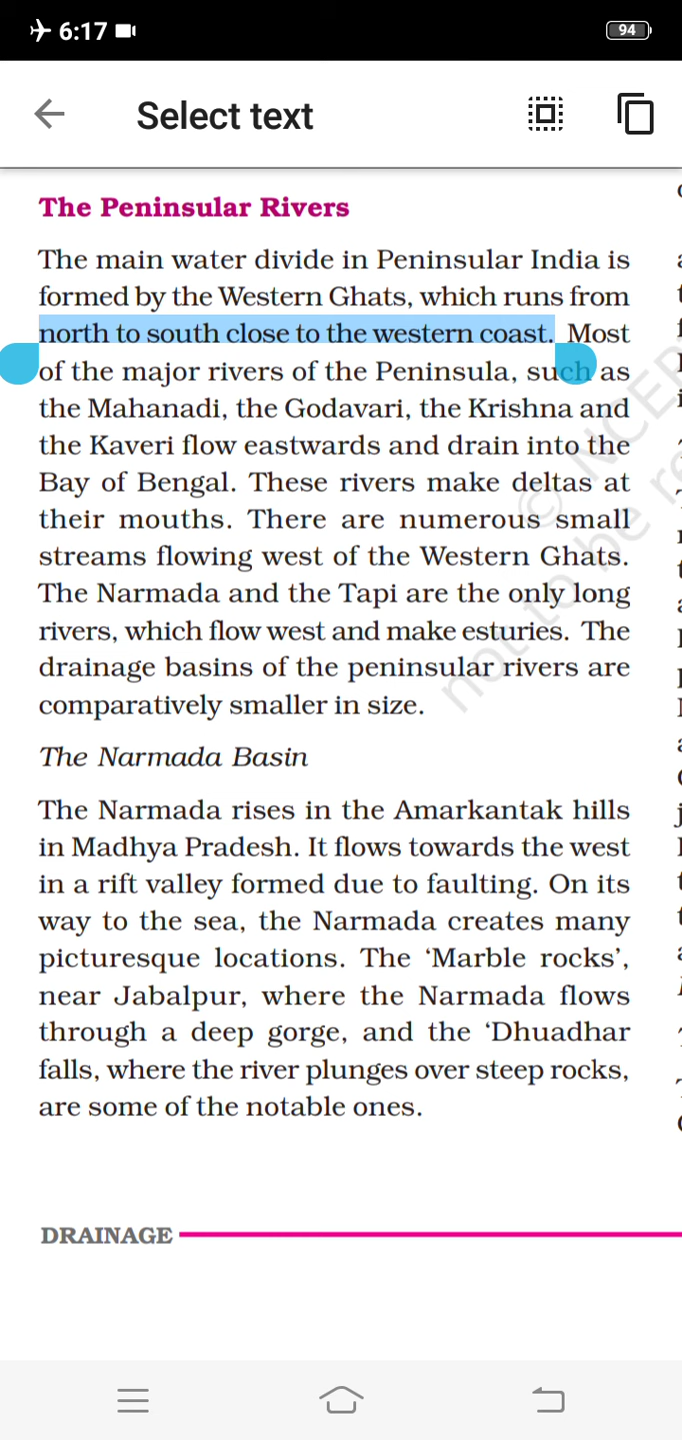 6:17
94
Select text
The Peninsular Rivers
The main water divide in Peninsular India is
formed by the Western Ghats, which runs from
north to south close to the western coast. Most
of the major rivers of the Peninsula, such as
the Mahanadi, the Godavari, the Krishna and
the Kaveri flow eastwards and drain into the
Bay of Bengal. These rivers make deltas at
their mouths. There are numerous small
streams flowing west of the Western Ghats.
The Narmada and the Tapi are the only long
rivers, which flow west and make esturies. The
drainage basins of the peninsular rivers are
comparatively smaller in size.
The Narmada Basin
The Narmada rises in the Amarkantak hills
in Madhya Pradesh. It flows towards the west
in a rift valley formed due to faulting. On its
way to the sea, the Narmada creates many
picturesque locations. The ‘Marble rocks’,
near Jabalpur, where the Narmada flows
through a deep gorge, and the ‘Dhuadhar
falls, where the river plunges over steep rocks,
are some of the notable ones.
DRAINAGE
© NCER
not to be re